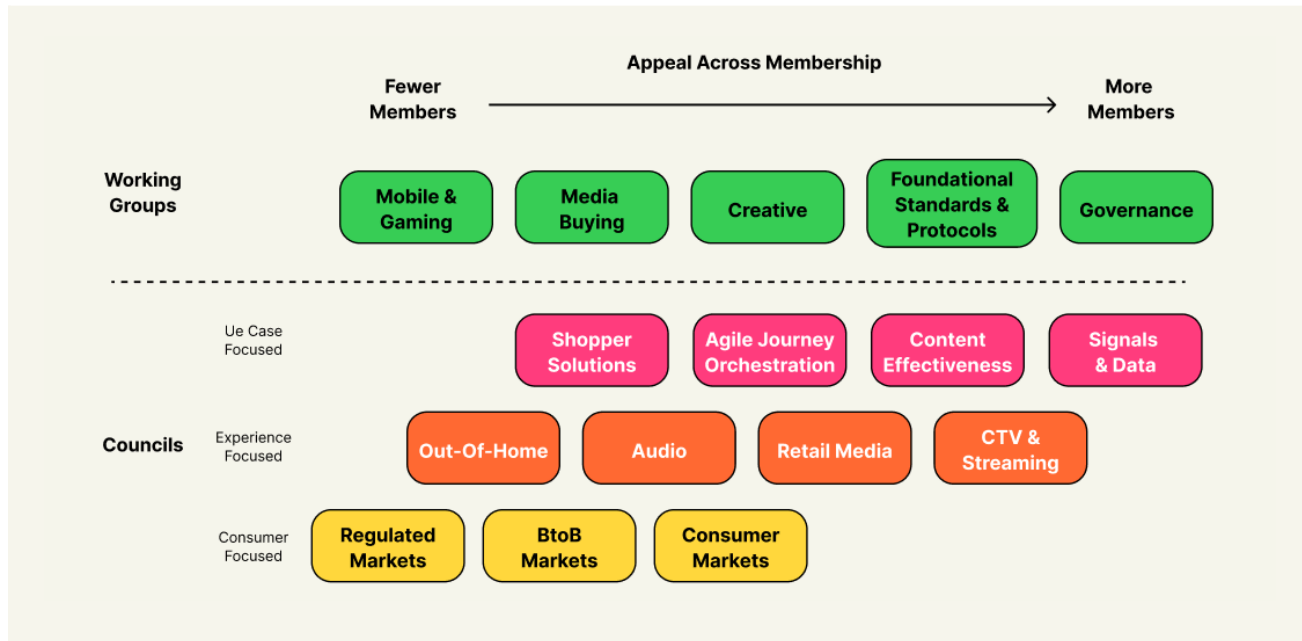 Appeal Across Membership
Fewer
Members
More
Members
Working
Groups
Mobile &
Gaming
Media
Buying
Creative
Foundational
Standards &
Protocols
Governance
Ue Case
Focused
Shopper
Solutions
Agile Journey
Orchestration
Content
Effectiveness
Signals
& Data
Councils
Experience
Focused
Out-Of-Home
Audio
Retail Media
CTV &
Streaming
Consumer
Focused
Regulated
Markets
BtoB
Markets
Consumer
Markets